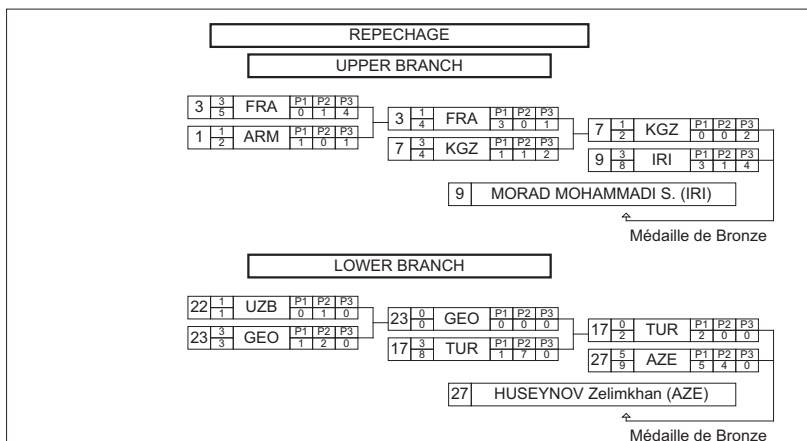 REPECHAGE
UPPER BRANCH
3 3 5 FRA P1 P2 P3 0 1 4
1 1 2 ARM P1 P2 P3 1 0 1
3 1 4 FRA P1 P2 P3 3 0 1
7 3 4 KGZ P1 P2 P3 1 1 2
7 1 2 KGZ P1 P2 P3 0 0 2
9 3 8 IRI P1 P2 P3 3 1 4
9 MORAD MOHAMMADI S. (IRI)
Médaille de Bronze
LOWER BRANCH
22 1 1 UZB P1 P2 P3 0 1 0
23 3 3 GEO P1 P2 P3 1 2 0
23 0 0 GEO P1 P2 P3 0 0 0
17 3 8 TUR P1 P2 P3 1 7 0
17 0 2 TUR P1 P2 P3 2 0 0
27 5 9 AZE P1 P2 P3 5 4 0
27 HUSEYNOV Zelimkhan (AZE)
Médaille de Bronze